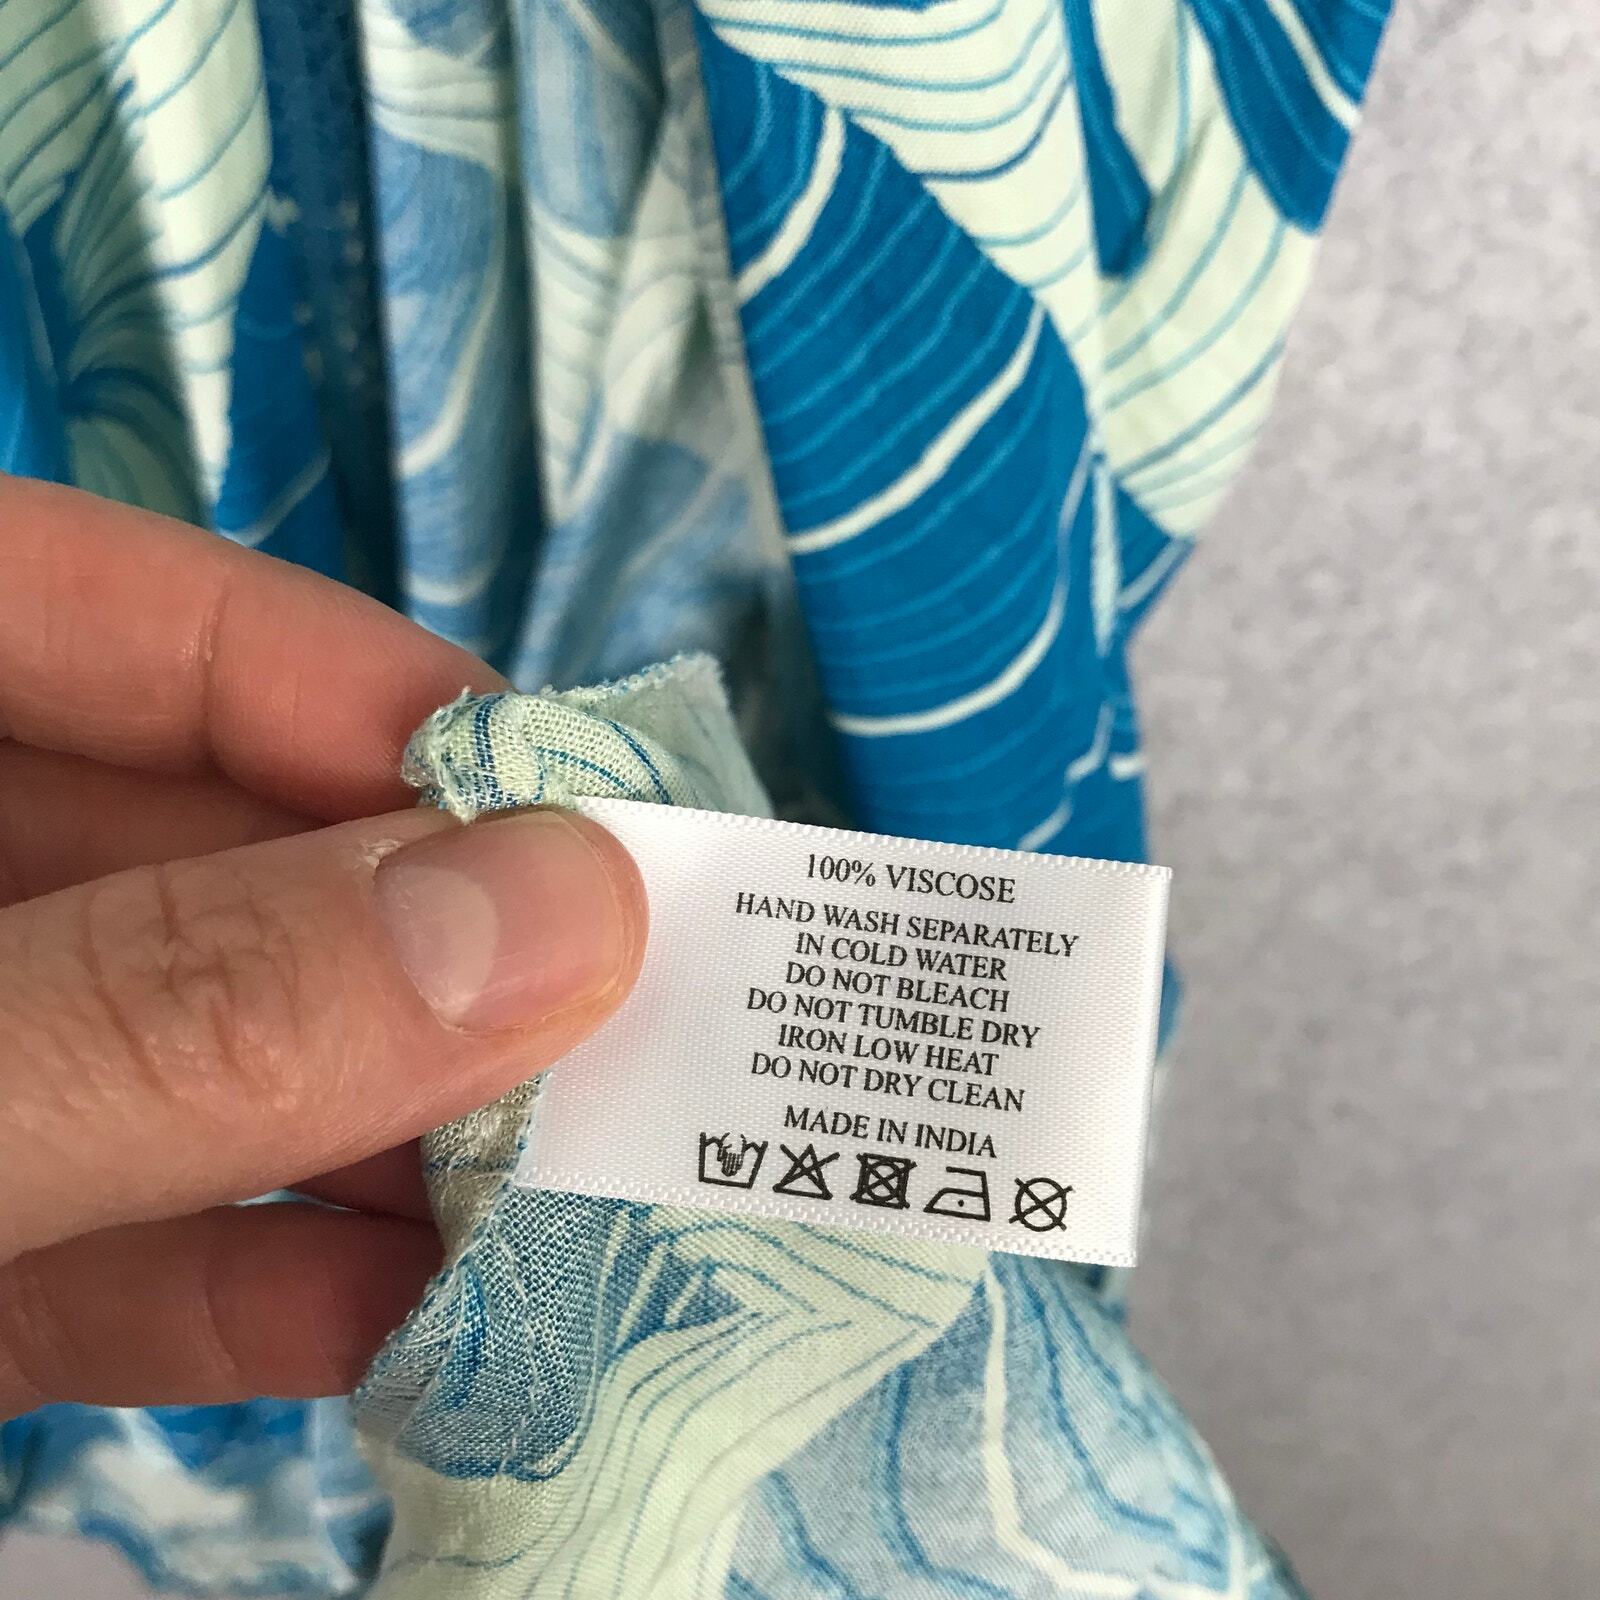 100% VISCOSE
HAND WASH SEPARATELY
IN COLD WATER
DO NOT BLEACH
DO NOT TUMBLE DRY
IRON LOW HEAT
DO NOT DRY CLEAN
MADE IN INDIA